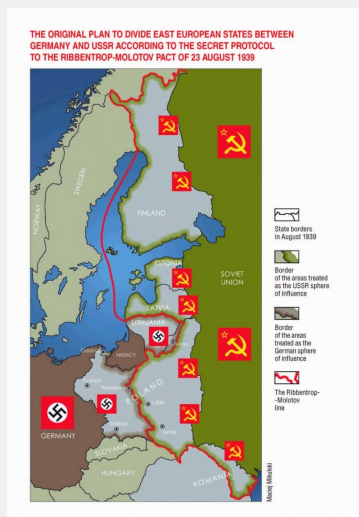 THE ORIGINAL PLAN TO DIVIDE EAST EUROPEAN STATES BETWEEN
GERMANY AND USSR ACCORDING TO THE SECRET PROTOCOL
TO THE RIBBENTROP-MOLOTOV PACT OF 23 AUGUST 1939
NORWAY
SWEDEN
FINLAND
ESTONIA
SOVIET
UNION
LATVIA
LITHUANIA
NIEMCY
POLAND
GERMANY
SLOVAKIA
HUNGARY
ROMANIA
State borders
in August 1939
Border
of the areas treated
as the USSR sphere
of influence
Border
of the areas
treated as the
German sphere
of influence
The Ribbentrop-
-Molotov
line
Maciej Mikulski